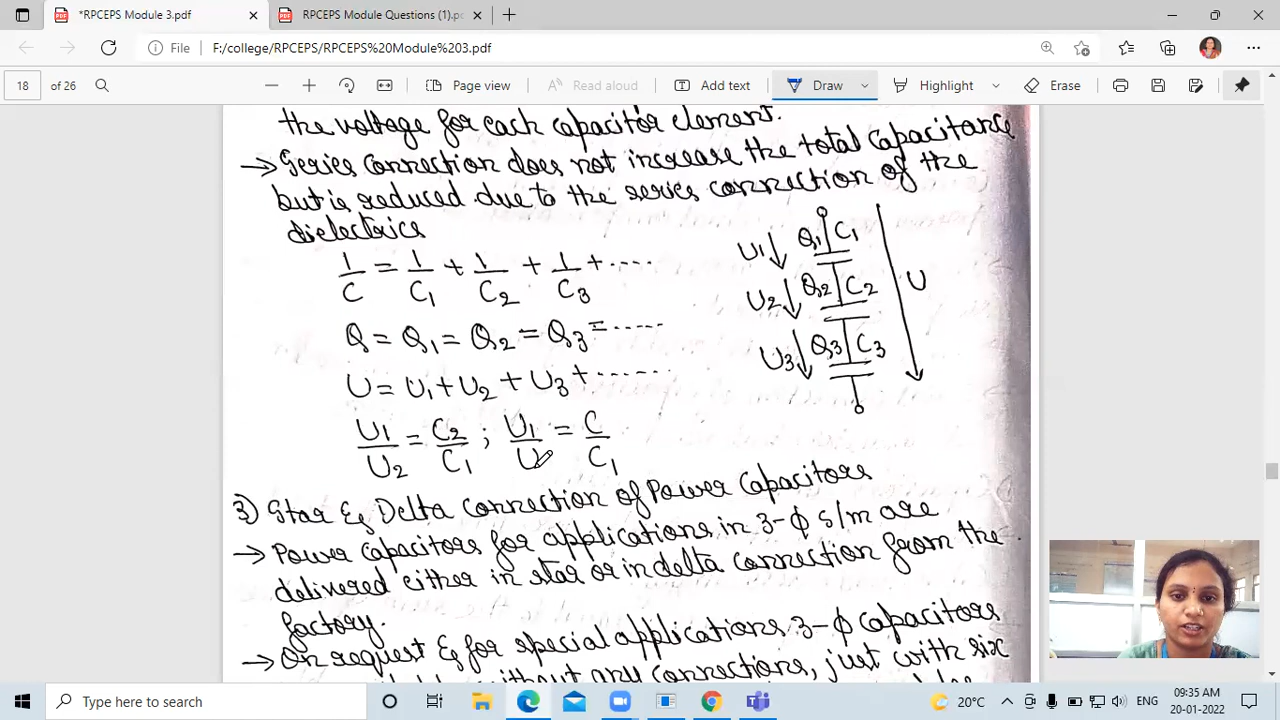 *RPCEPS Module 3.pdf
RPCEPS Module Questions (1).p
File
F:/college/RPCEPS/RPCEPS%20Module%203.pdf
18 of 26
Page view
Read aloud
Add text
Draw
Highlight
Erase
the voltage for each capacitor element.
→ Series connection does not increase the total capacitance
but is reduced due to the series connection of the
dielectrics
1/C = 1/C1 + 1/C2 + 1/C3 + ....
Q = Q1 = Q2 = Q3 = .....
U = U1 + U2 + U3 + ......
U1/U2 = C2/C1 ; U1/U = C/C1
U1 Q1 C1
U2 Q2 C2
U
U3 Q3 C3
3) Star & Delta connection of Power Capacitors
→ Power capacitors for applications in 3-ϕ s/m are
delivered either in star or in delta connection from the
factory.
→ On request & for special applications 3-ϕ capacitors
without any connections, just with six
Type here to search
20°C
ENG
09:35 AM
20-01-2022